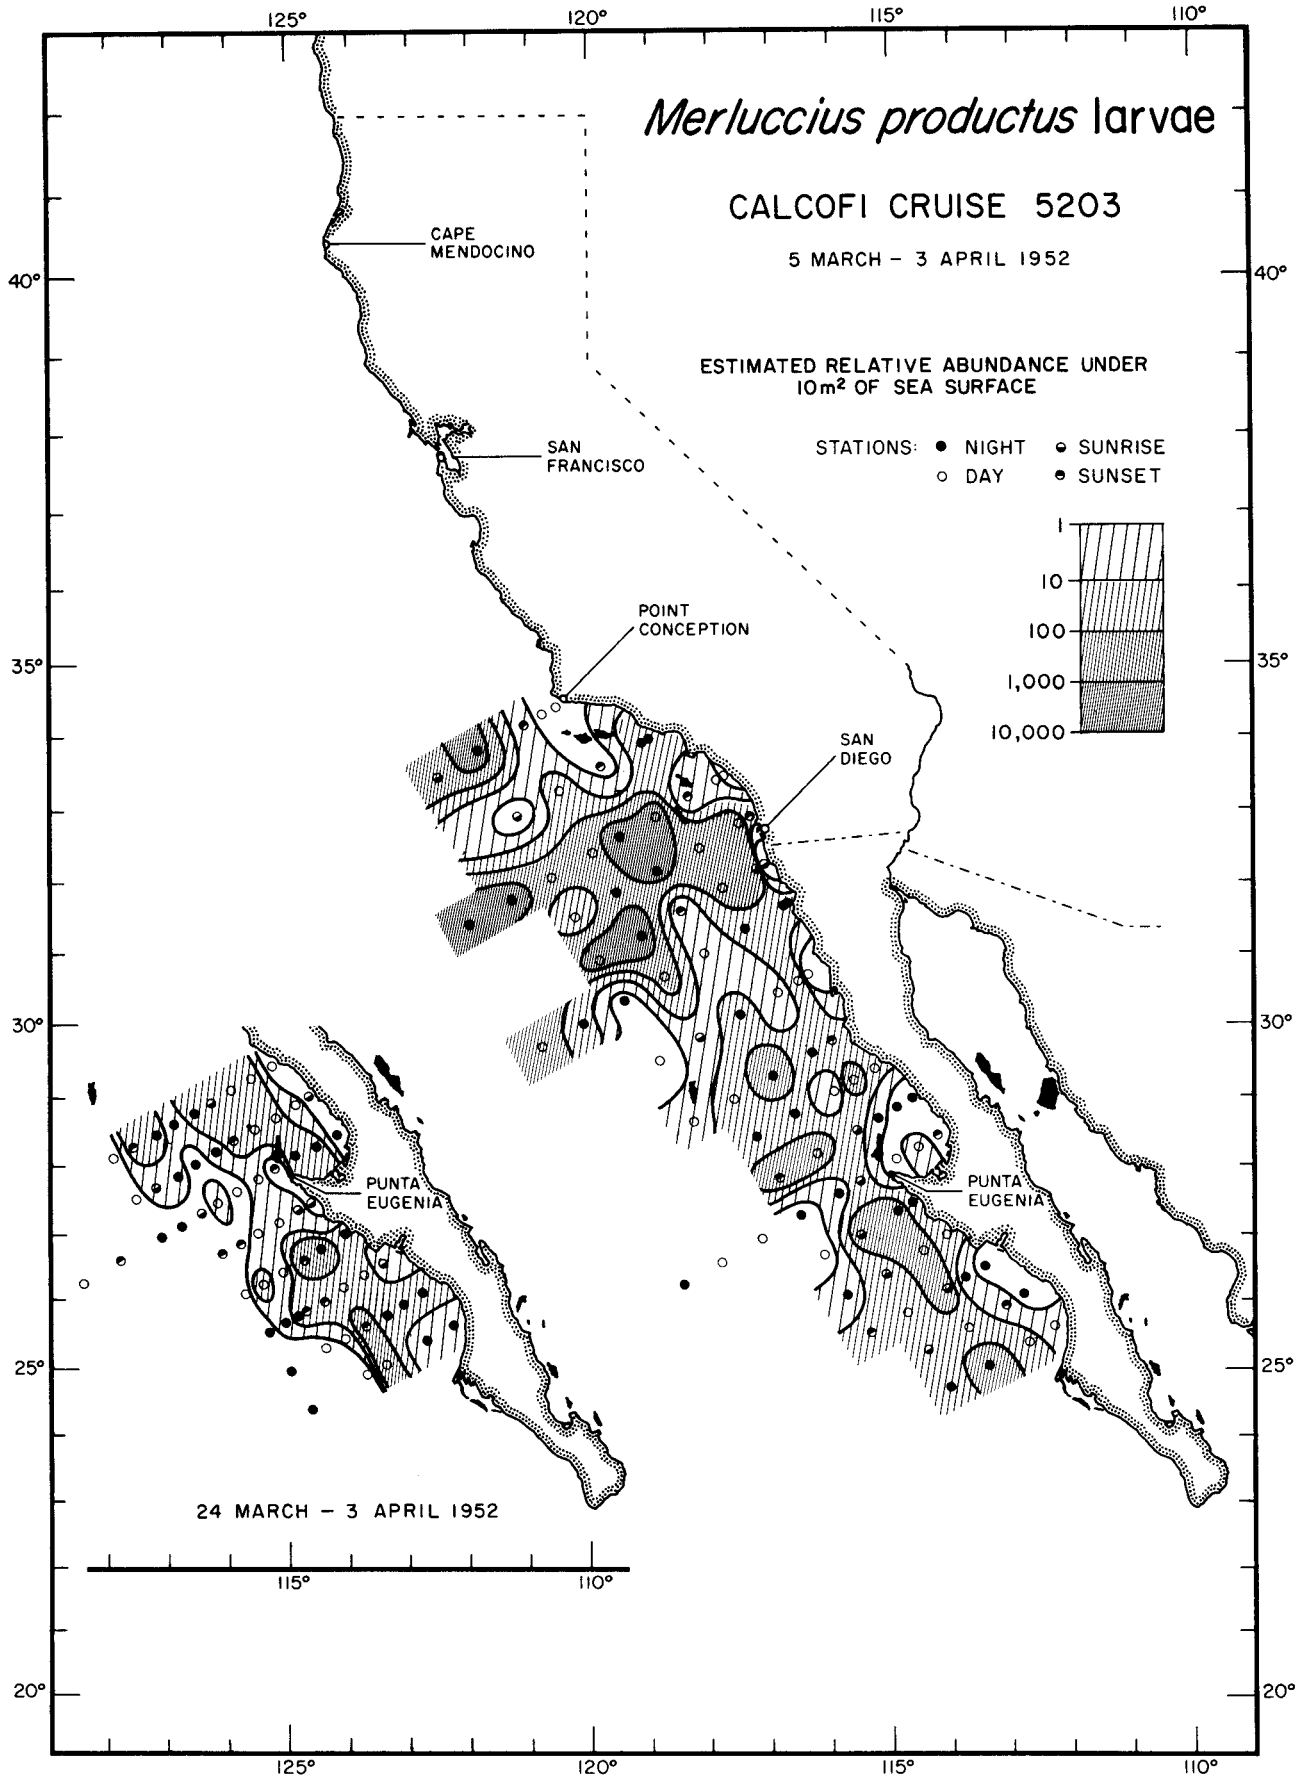 125° 120° 115° 110°
Merluccius productus larvae
CALCOFI CRUISE 5203
5 MARCH – 3 APRIL 1952
CAPE
MENDOCINO
40° 40°
ESTIMATED RELATIVE ABUNDANCE UNDER
10m² OF SEA SURFACE
STATIONS: NIGHT SUNRISE
DAY SUNSET
SAN
FRANCISCO
1
10
100
1,000
10,000
POINT
CONCEPTION
35° 35°
SAN
DIEGO
30° 30°
PUNTA
EUGENIA
PUNTA
EUGENIA
25° 25°
24 MARCH – 3 APRIL 1952
115° 110°
20° 20°
125° 120° 115° 110°